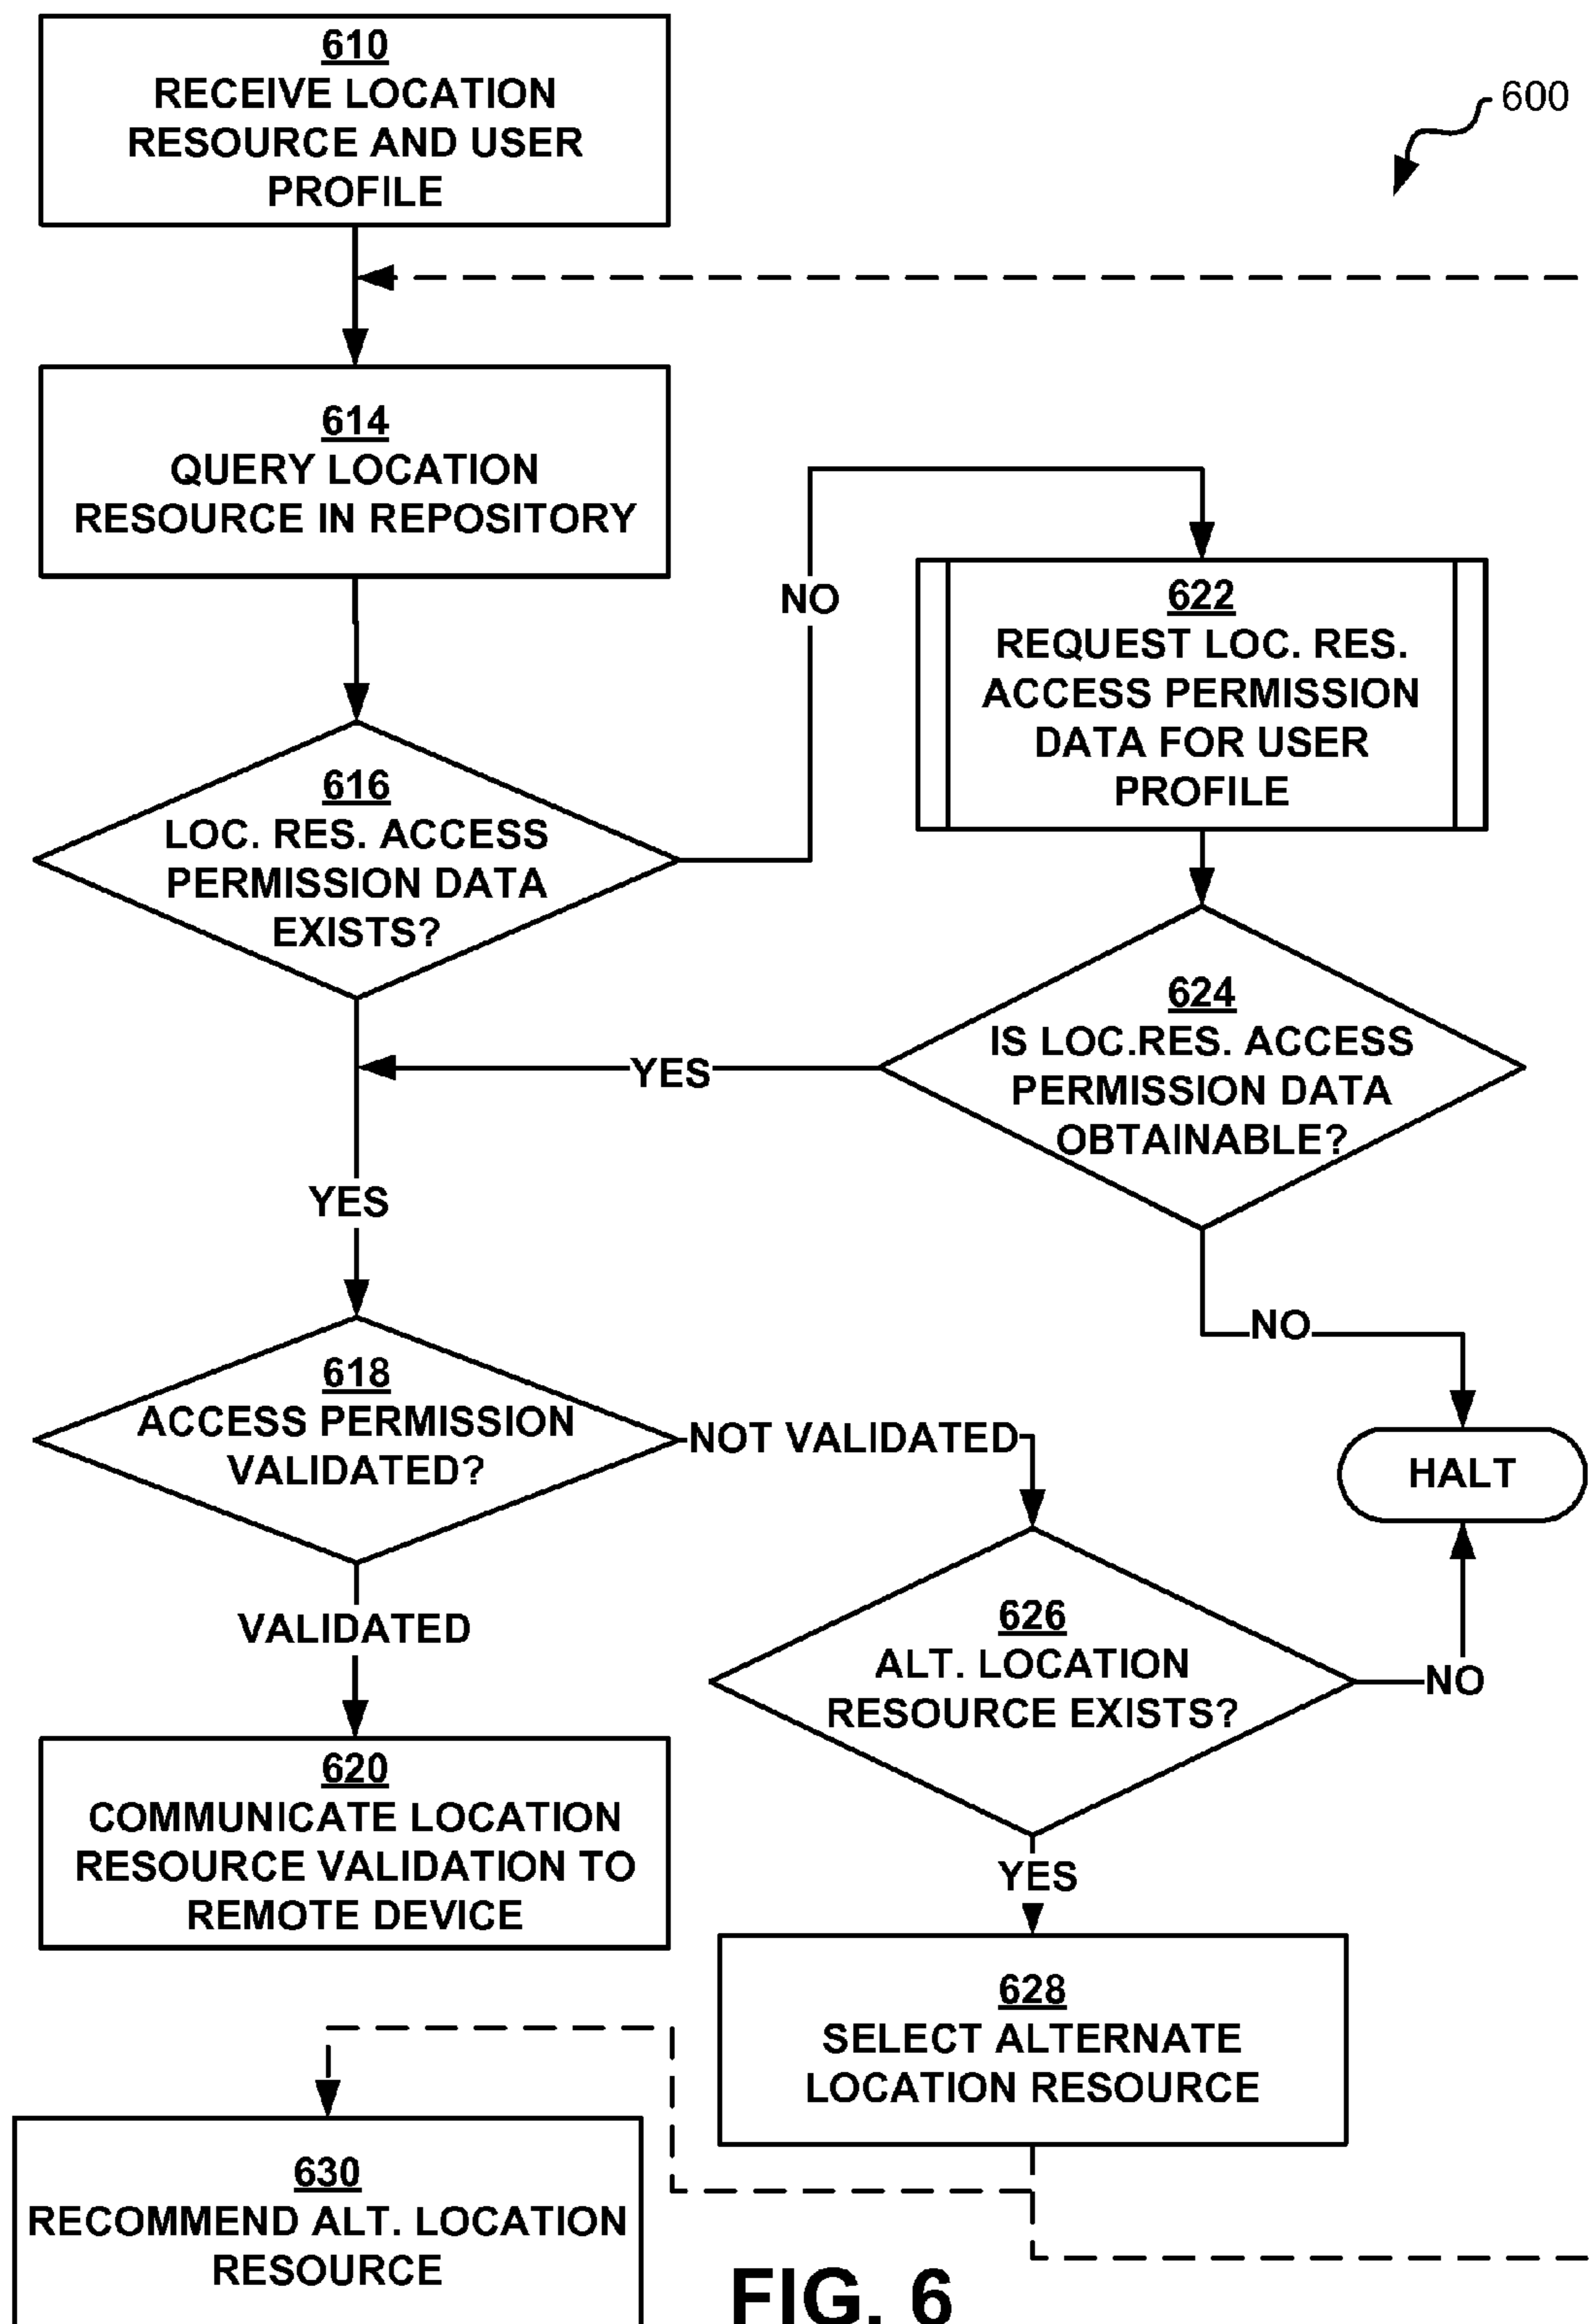 610
RECEIVE LOCATION
RESOURCE AND USER
PROFILE
600
614
QUERY LOCATION
RESOURCE IN REPOSITORY
NO
622
REQUEST LOC. RES.
ACCESS PERMISSION
DATA FOR USER
PROFILE
616
LOC. RES. ACCESS
PERMISSION DATA
EXISTS?
624
IS LOC.RES. ACCESS
PERMISSION DATA
OBTAINABLE?
YES
YES
NO
618
ACCESS PERMISSION
VALIDATED?
NOT VALIDATED
HALT
VALIDATED
626
ALT. LOCATION
RESOURCE EXISTS?
NO
620
COMMUNICATE LOCATION
RESOURCE VALIDATION TO
REMOTE DEVICE
YES
628
SELECT ALTERNATE
LOCATION RESOURCE
630
RECOMMEND ALT. LOCATION
RESOURCE
FIG. 6